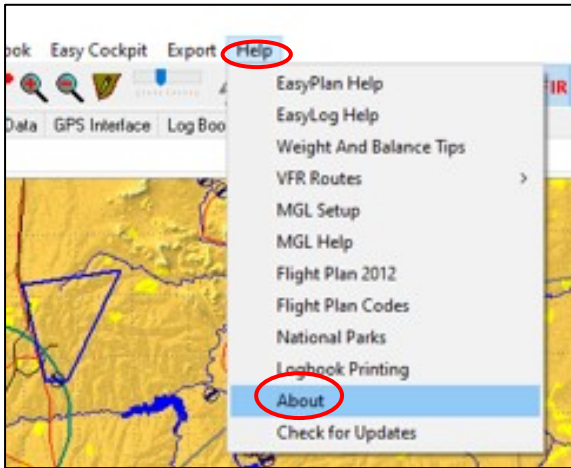 Easy Cockpit Export Help
EasyPlan Help
IR
EasyLog Help
Data GPS Interface Log Boo
Weight And Balance Tips
VFR Routes
MGL Setup
MGL Help
Flight Plan 2012
Flight Plan Codes
National Parks
Logbook Printing
About
Check for Updates